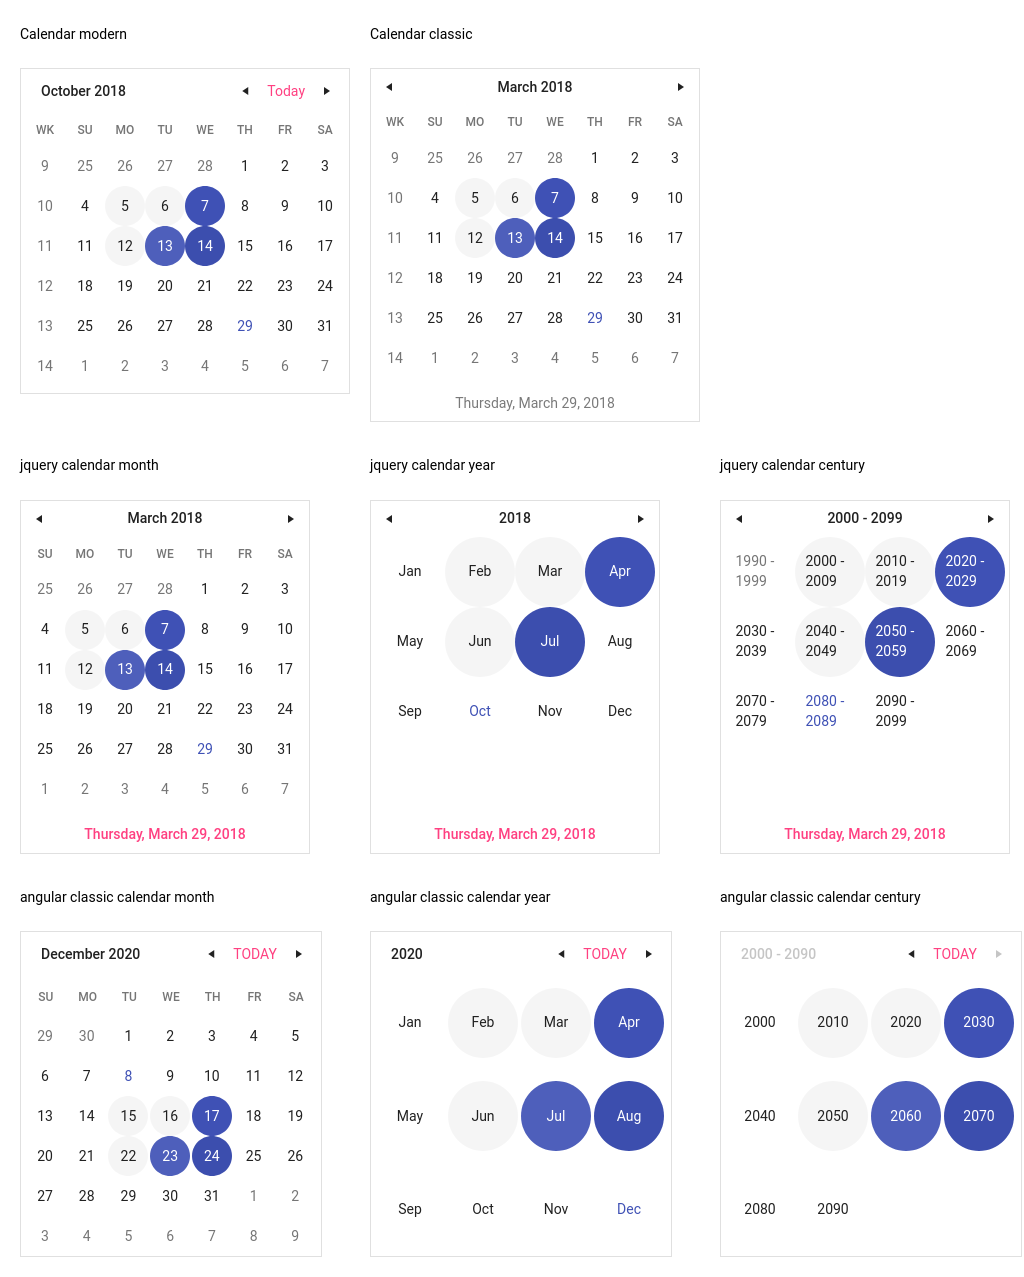 Calendar modern Calendar classic
October 2018 Today
WK SU MO TU WE TH FR SA
9 25 26 27 28 1 2 3
10 4 5 6 7 8 9 10
11 11 12 13 14 15 16 17
12 18 19 20 21 22 23 24
13 25 26 27 28 29 30 31
14 1 2 3 4 5 6 7
March 2018
WK SU MO TU WE TH FR SA
9 25 26 27 28 1 2 3
10 4 5 6 7 8 9 10
11 11 12 13 14 15 16 17
12 18 19 20 21 22 23 24
13 25 26 27 28 29 30 31
14 1 2 3 4 5 6 7
Thursday, March 29, 2018
jquery calendar month jquery calendar year jquery calendar century
March 2018
SU MO TU WE TH FR SA
25 26 27 28 1 2 3
4 5 6 7 8 9 10
11 12 13 14 15 16 17
18 19 20 21 22 23 24
25 26 27 28 29 30 31
1 2 3 4 5 6 7
Thursday, March 29, 2018
2018
Jan Feb Mar Apr
May Jun Jul Aug
Sep Oct Nov Dec
Thursday, March 29, 2018
2000 - 2099
1990 - 2000 - 2010 - 2020 -
1999 2009 2019 2029
2030 - 2040 - 2050 - 2060 -
2039 2049 2059 2069
2070 - 2080 - 2090 -
2079 2089 2099
Thursday, March 29, 2018
angular classic calendar month angular classic calendar year angular classic calendar century
December 2020 TODAY
SU MO TU WE TH FR SA
29 30 1 2 3 4 5
6 7 8 9 10 11 12
13 14 15 16 17 18 19
20 21 22 23 24 25 26
27 28 29 30 31 1 2
3 4 5 6 7 8 9
2020 TODAY
Jan Feb Mar Apr
May Jun Jul Aug
Sep Oct Nov Dec
2000 - 2090 TODAY
2000 2010 2020 2030
2040 2050 2060 2070
2080 2090